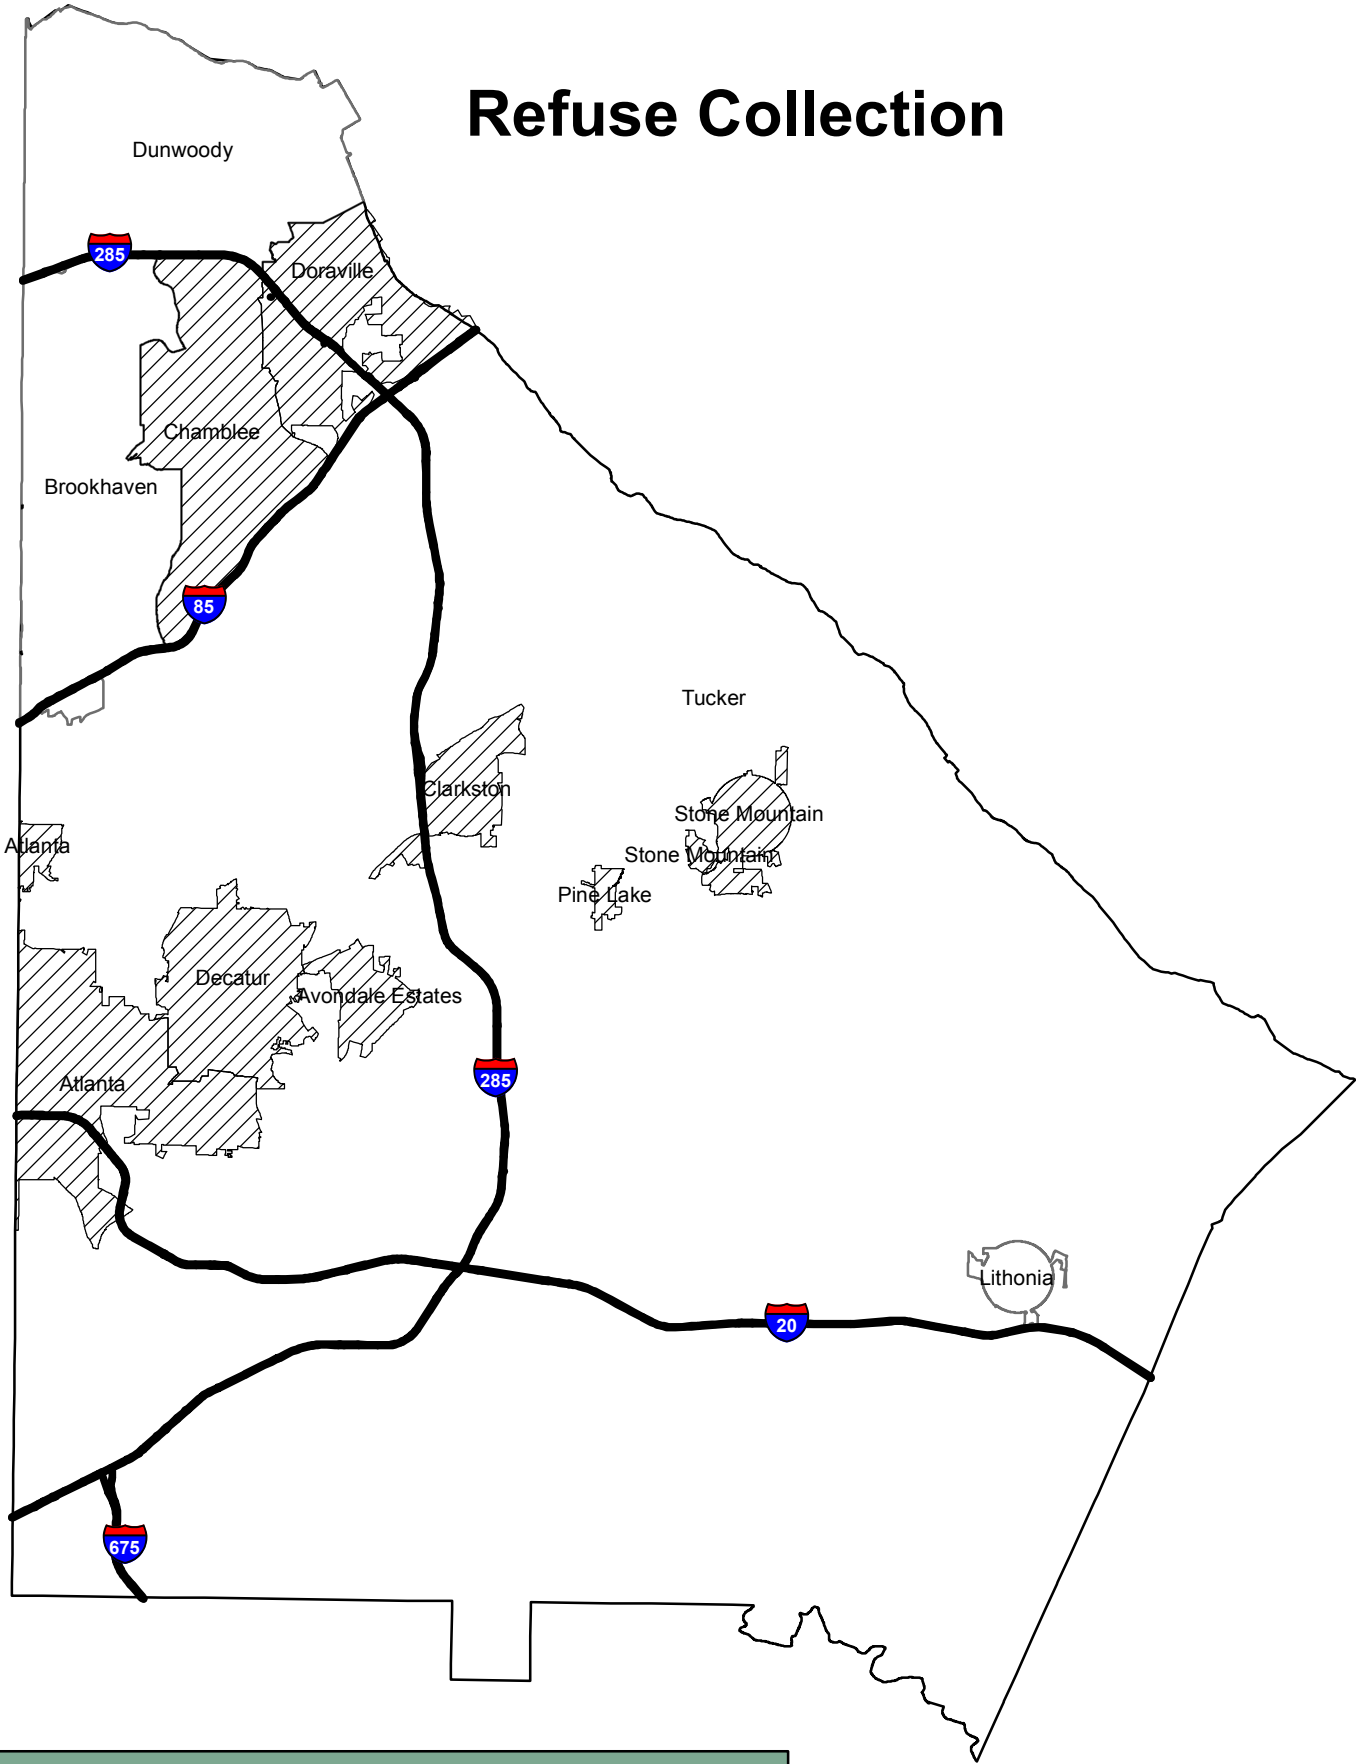 Refuse Collection
Dunwoody
285
Doraville
Chamblee
Brookhaven
85
Tucker
Clarkston
Stone Mountain
Atlanta
Stone Mountain
Pine Lake
Decatur
Avondale Estates
285
Atlanta
Lithonia
20
675